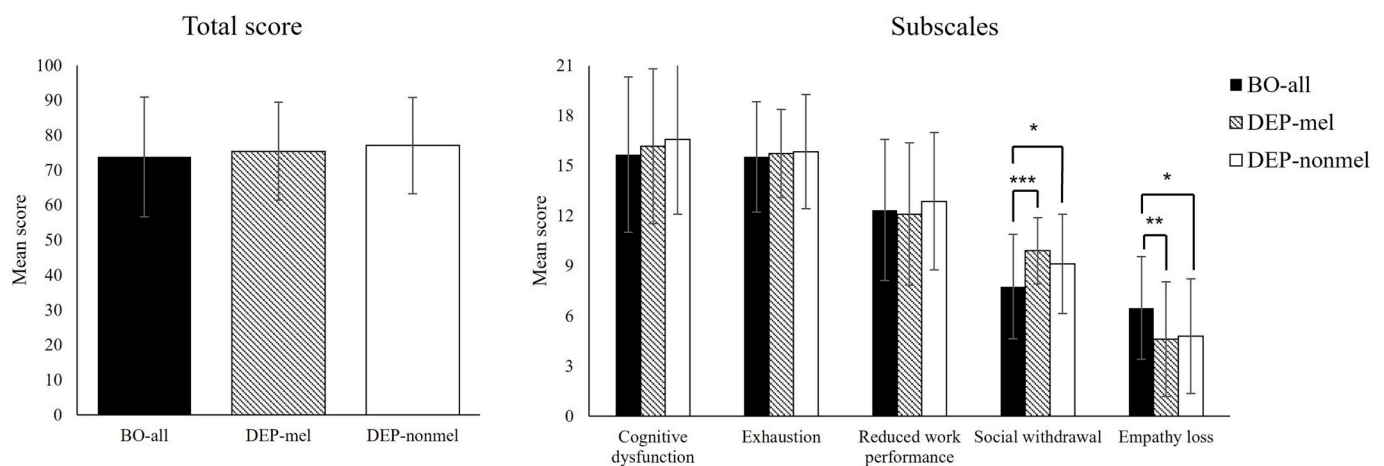 Total score
Mean score
100
90
80
70
60
50
40
30
20
10
0
BO-all
DEP-mel
DEP-nonmel
Subscales
Mean score
21
18
15
12
9
6
3
0
*
***
*
**
Cognitive
dysfunction
Exhaustion
Reduced work
performance
Social withdrawal
Empathy loss
BO-all
DEP-mel
DEP-nonmel